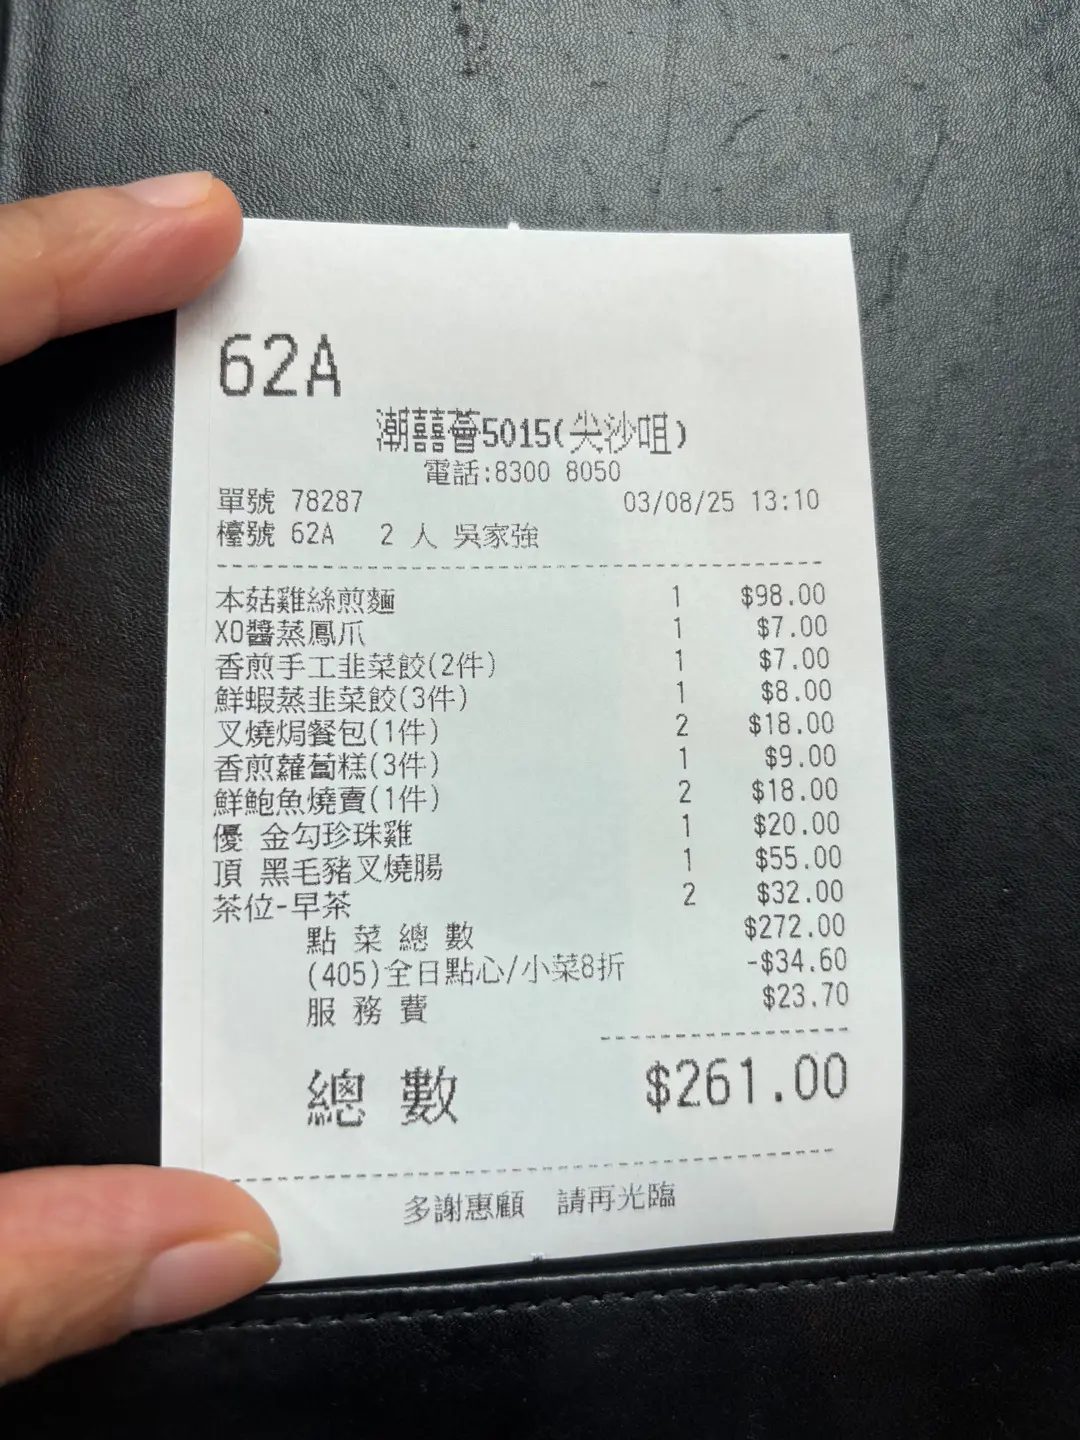 62A
潮囍薈5015(尖沙咀)
電話:8300 8050
單號 78287 03/08/25 13:10
檯號 62A 2 人 吳家強
本菇雞絲煎麵 1 $98.00
XO醬蒸鳳爪 1 $7.00
香煎手工韭菜餃(2件) 1 $7.00
鮮蝦蒸韭菜餃(3件) 1 $8.00
叉燒焗餐包(1件) 2 $18.00
香煎蘿蔔糕(3件) 1 $9.00
鮮鮑魚燒賣(1件) 2 $18.00
優 金勾珍珠雞 1 $20.00
頂 黑毛豬叉燒腸 1 $55.00
茶位-早茶 2 $32.00
點 菜 總 數 $272.00
(405)全日點心/小菜8折 -$34.60
服 務 費 $23.70
總 數 $261.00
多謝惠顧 請再光臨